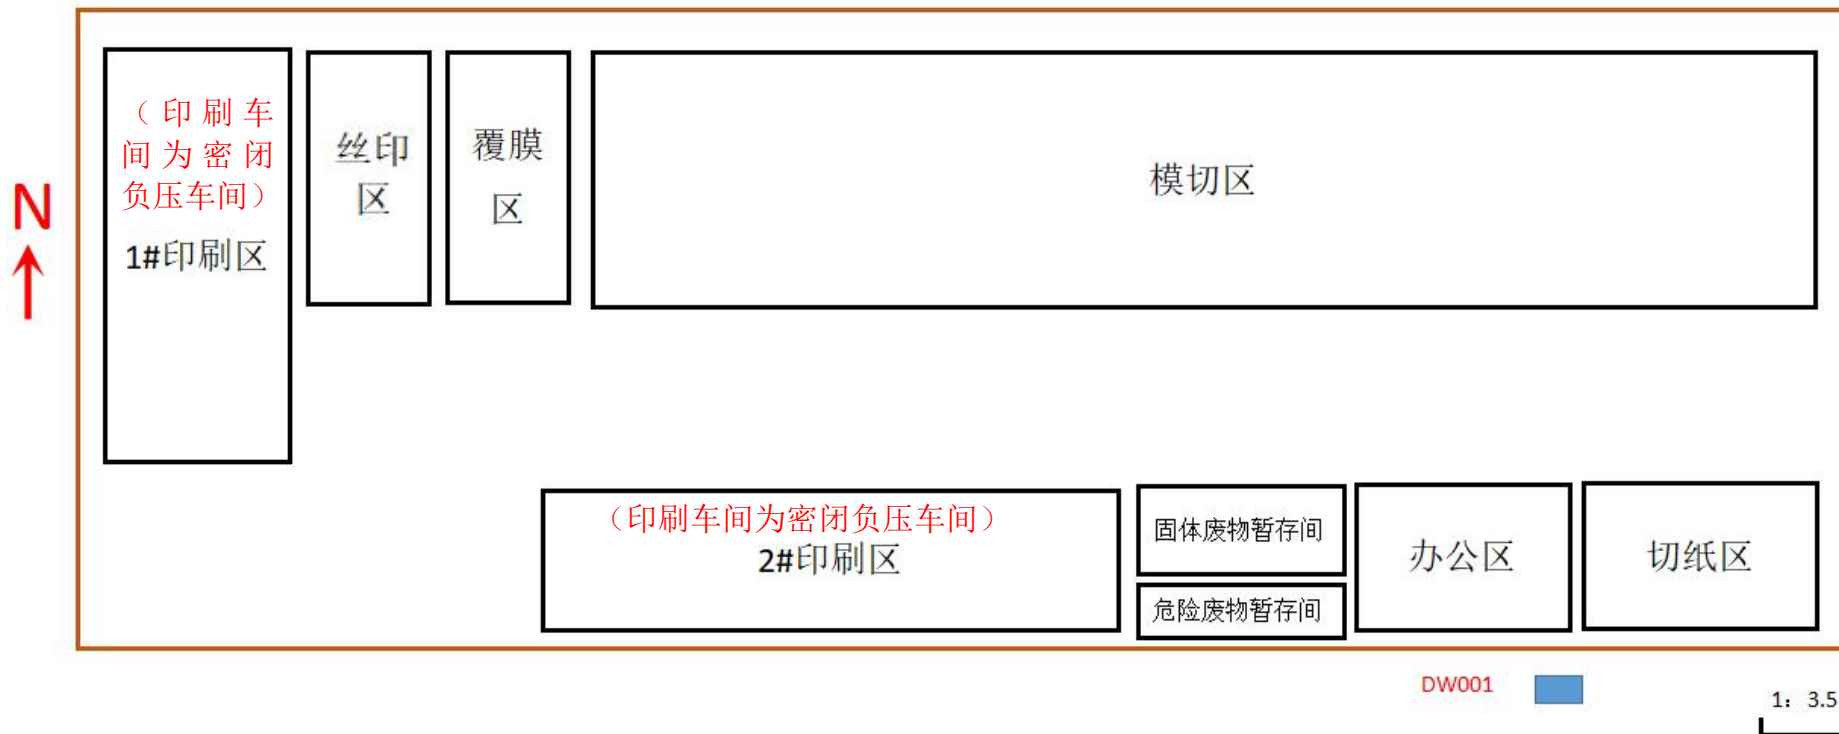 N
（印刷车
间为密闭
负压车间）
1#印刷区
丝印
区
覆膜
区
模切区
（印刷车间为密闭负压车间）
2#印刷区
固体废物暂存间
危险废物暂存间
办公区
切纸区
DW001
1：3.5